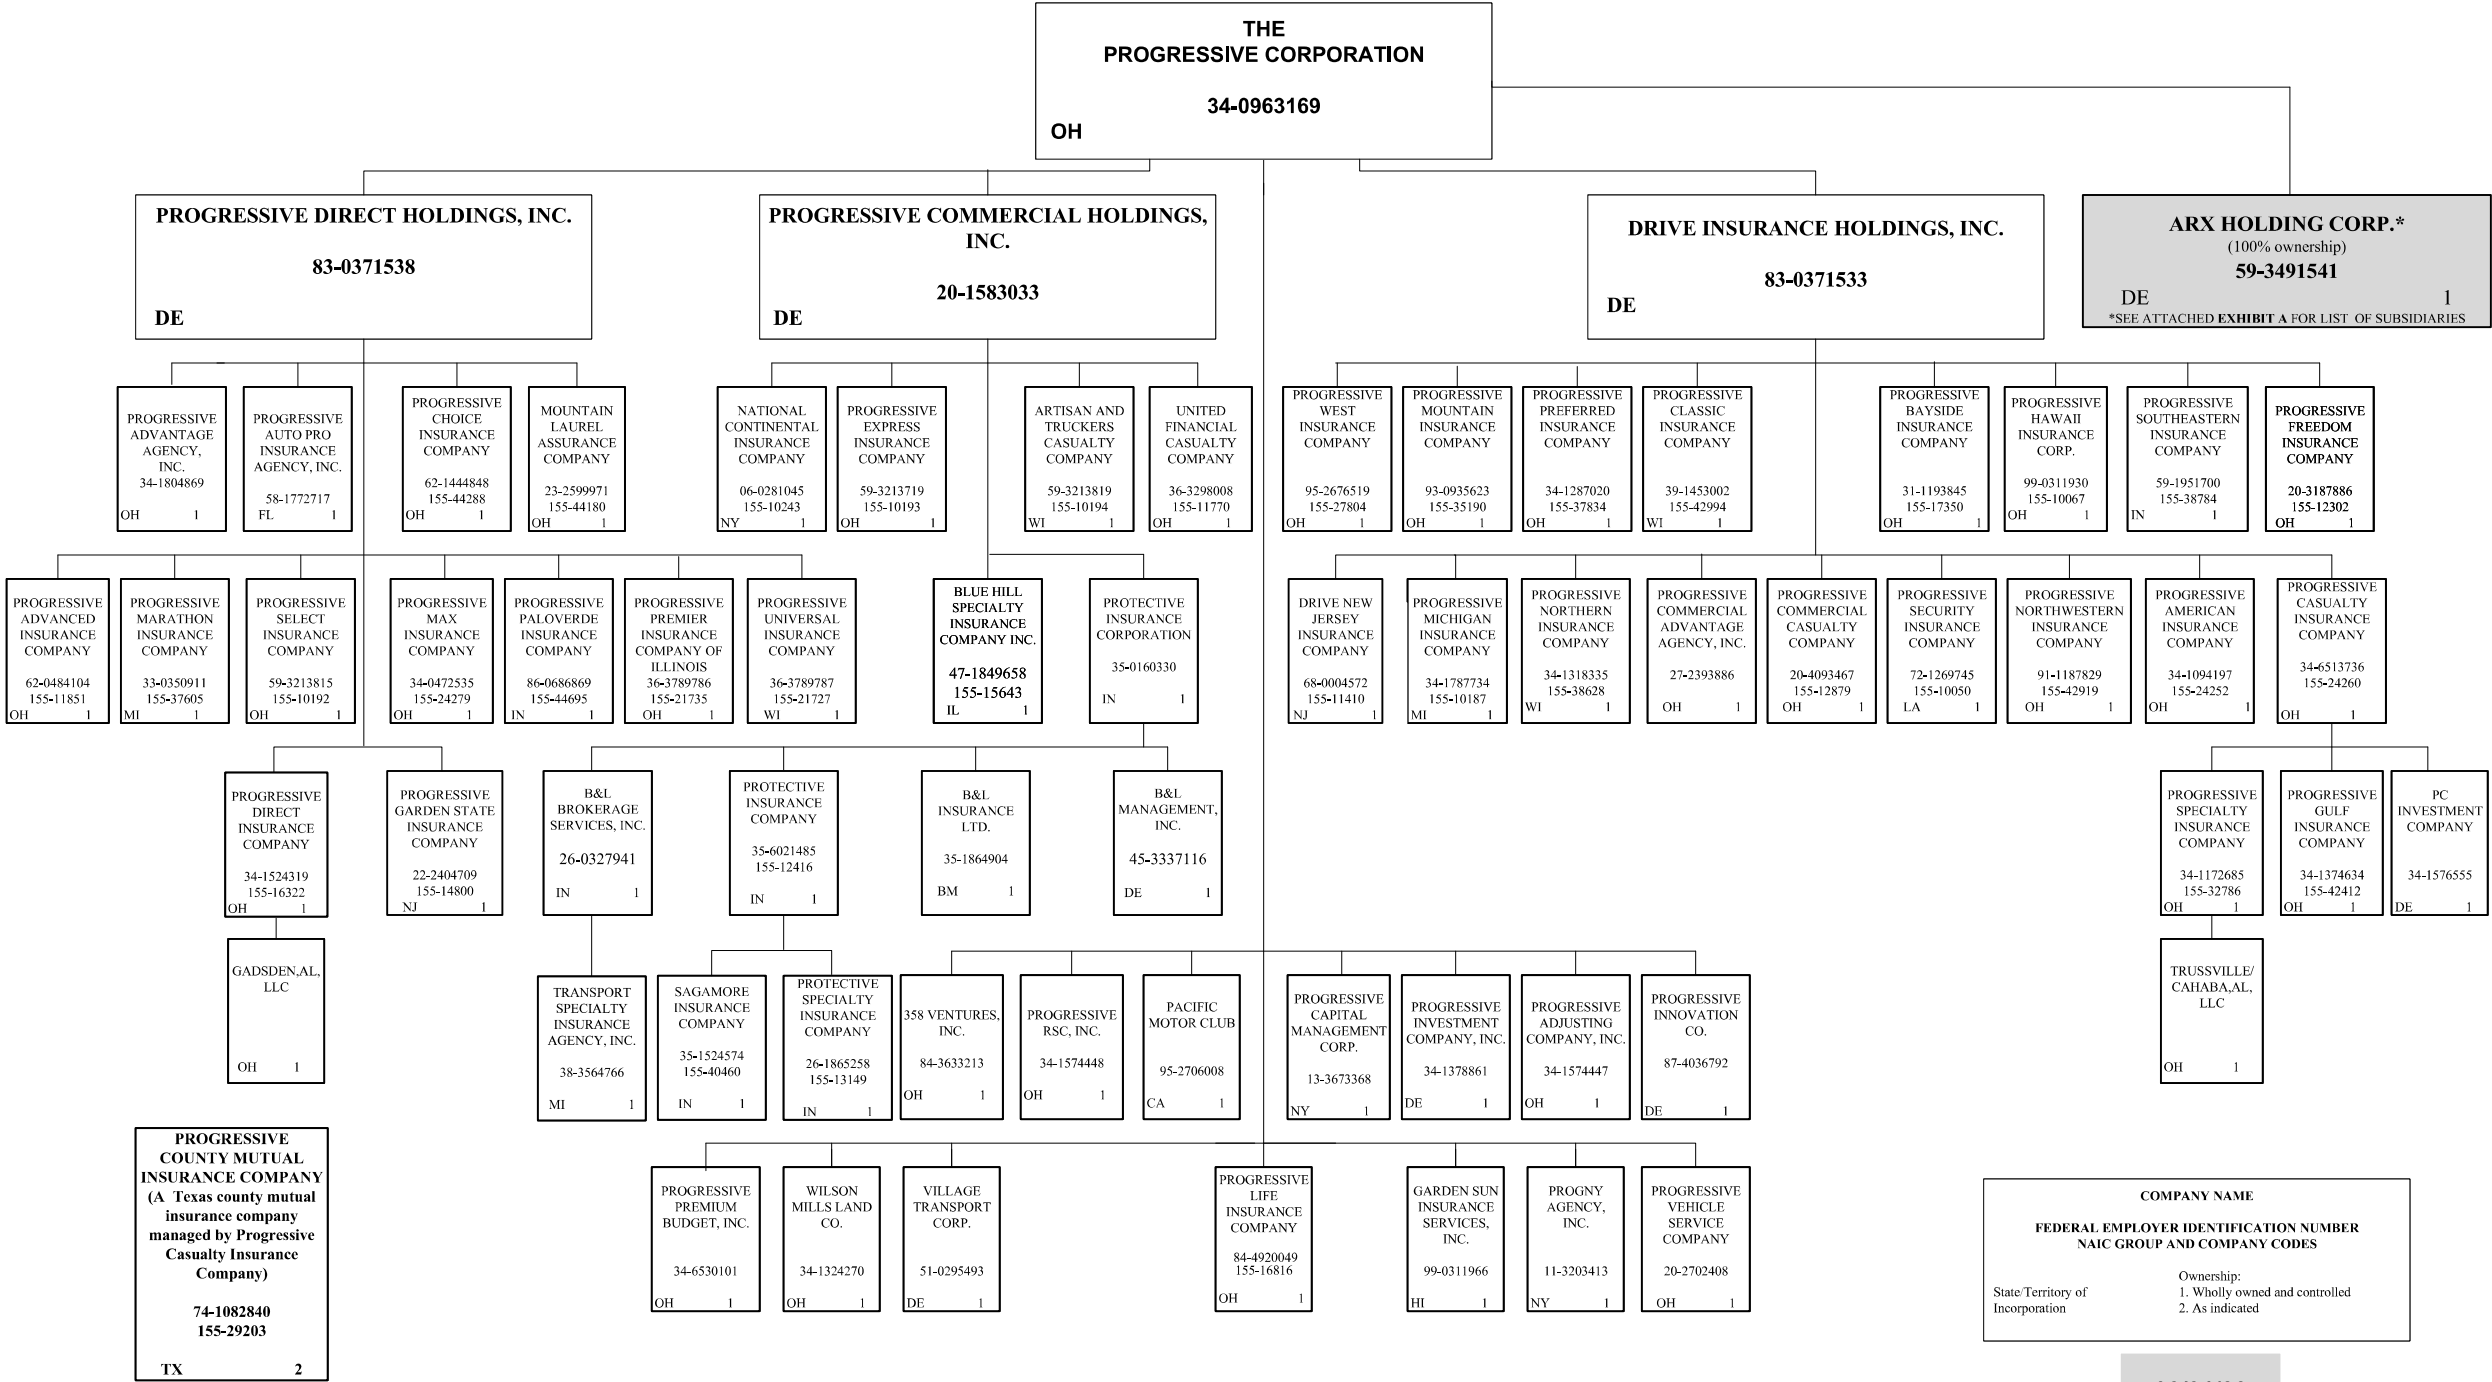 THE
PROGRESSIVE CORPORATION
34-0963169
OH
PROGRESSIVE DIRECT HOLDINGS, INC.
83-0371538
DE
PROGRESSIVE COMMERCIAL HOLDINGS,
INC.
20-1583033
DE
DRIVE INSURANCE HOLDINGS, INC.
83-0371533
DE
ARX HOLDING CORP.*
(100% ownership)
59-3491541
DE 1
*SEE ATTACHED EXHIBIT A FOR LIST OF SUBSIDIARIES
PROGRESSIVE
ADVANTAGE
AGENCY,
INC.
34-1804869
OH 1
PROGRESSIVE
AUTO PRO
INSURANCE
AGENCY, INC.
58-1772717
FL 1
PROGRESSIVE
CHOICE
INSURANCE
COMPANY
62-1444848
155-44288
OH 1
MOUNTAIN
LAUREL
ASSURANCE
COMPANY
23-2599971
155-44180
OH 1
NATIONAL
CONTINENTAL
INSURANCE
COMPANY
06-0281045
155-10243
NY 1
PROGRESSIVE
EXPRESS
INSURANCE
COMPANY
59-3213719
155-10193
OH 1
ARTISAN AND
TRUCKERS
CASUALTY
COMPANY
59-3213819
155-10194
WI 1
UNITED
FINANCIAL
CASUALTY
COMPANY
36-3298008
155-11770
OH 1
PROGRESSIVE
WEST
INSURANCE
COMPANY
95-2676519
155-27804
OH 1
PROGRESSIVE
MOUNTAIN
INSURANCE
COMPANY
93-0935623
155-35190
OH 1
PROGRESSIVE
PREFERRED
INSURANCE
COMPANY
34-1287020
155-37834
OH 1
PROGRESSIVE
CLASSIC
INSURANCE
COMPANY
39-1453002
155-42994
WI 1
PROGRESSIVE
BAYSIDE
INSURANCE
COMPANY
31-1193845
155-17350
OH 1
PROGRESSIVE
HAWAII
INSURANCE
CORP.
99-0311930
155-10067
OH 1
PROGRESSIVE
SOUTHEASTERN
INSURANCE
COMPANY
59-1951700
155-38784
IN 1
PROGRESSIVE
FREEDOM
INSURANCE
COMPANY
20-3187886
155-12302
OH 1
PROGRESSIVE
ADVANCED
INSURANCE
COMPANY
62-0484104
155-11851
OH 1
PROGRESSIVE
MARATHON
INSURANCE
COMPANY
33-0350911
155-37605
MI 1
PROGRESSIVE
SELECT
INSURANCE
COMPANY
59-3213815
155-10192
OH 1
PROGRESSIVE
MAX
INSURANCE
COMPANY
34-0472535
155-24279
OH 1
PROGRESSIVE
PALOVERDE
INSURANCE
COMPANY
86-0686869
155-44695
IN 1
PROGRESSIVE
PREMIER
INSURANCE
COMPANY OF
ILLINOIS
36-3789786
155-21735
OH 1
PROGRESSIVE
UNIVERSAL
INSURANCE
COMPANY
36-3789787
155-21727
WI 1
BLUE HILL
SPECIALTY
INSURANCE
COMPANY INC.
47-1849658
155-15643
IL 1
PROTECTIVE
INSURANCE
CORPORATION
35-0160330
IN 1
DRIVE NEW
JERSEY
INSURANCE
COMPANY
68-0004572
155-11410
NJ 1
PROGRESSIVE
MICHIGAN
INSURANCE
COMPANY
34-1787734
155-10187
MI 1
PROGRESSIVE
NORTHERN
INSURANCE
COMPANY
34-1318335
155-38628
WI 1
PROGRESSIVE
COMMERCIAL
ADVANTAGE
AGENCY, INC.
27-2393886
OH 1
PROGRESSIVE
COMMERCIAL
CASUALTY
COMPANY
20-4093467
155-12879
OH 1
PROGRESSIVE
SECURITY
INSURANCE
COMPANY
72-1269745
155-10050
LA 1
PROGRESSIVE
NORTHWESTERN
INSURANCE
COMPANY
91-1187829
155-42919
OH 1
PROGRESSIVE
AMERICAN
INSURANCE
COMPANY
34-1094197
155-24252
OH 1
PROGRESSIVE
CASUALTY
INSURANCE
COMPANY
34-6513736
155-24260
OH 1
PROGRESSIVE
DIRECT
INSURANCE
COMPANY
34-1524319
155-16322
OH 1
PROGRESSIVE
GARDEN STATE
INSURANCE
COMPANY
22-2404709
155-14800
NJ 1
B&L
BROKERAGE
SERVICES, INC.
26-0327941
IN 1
PROTECTIVE
INSURANCE
COMPANY
35-6021485
155-12416
IN 1
B&L
INSURANCE
LTD.
35-1864904
BM 1
B&L
MANAGEMENT,
INC.
45-3337116
DE 1
PROGRESSIVE
SPECIALTY
INSURANCE
COMPANY
34-1172685
155-32786
OH 1
PROGRESSIVE
GULF
INSURANCE
COMPANY
34-1374634
155-42412
OH 1
PC
INVESTMENT
COMPANY
34-1576555
DE 1
GADSDEN,AL,
LLC
OH 1
TRANSPORT
SPECIALTY
INSURANCE
AGENCY, INC.
38-3564766
MI 1
SAGAMORE
INSURANCE
COMPANY
35-1524574
155-40460
IN 1
PROTECTIVE
SPECIALTY
INSURANCE
COMPANY
26-1865258
155-13149
IN 1
358 VENTURES,
INC.
84-3633213
OH 1
PROGRESSIVE
RSC, INC.
34-1574448
OH 1
PACIFIC
MOTOR CLUB
95-2706008
CA 1
PROGRESSIVE
CAPITAL
MANAGEMENT
CORP.
13-3673368
NY 1
PROGRESSIVE
INVESTMENT
COMPANY, INC.
34-1378861
DE 1
PROGRESSIVE
ADJUSTING
COMPANY, INC.
34-1574447
OH 1
PROGRESSIVE
INNOVATION
CO.
87-4036792
DE 1
TRUSSVILLE/
CAHABA,AL,
LLC
OH 1
PROGRESSIVE
COUNTY MUTUAL
INSURANCE COMPANY
(A Texas county mutual
insurance company
managed by Progressive
Casualty Insurance
Company)
74-1082840
155-29203
TX 2
PROGRESSIVE
PREMIUM
BUDGET, INC.
34-6530101
OH 1
WILSON
MILLS LAND
CO.
34-1324270
OH 1
VILLAGE
TRANSPORT
CORP.
51-0295493
DE 1
PROGRESSIVE
LIFE
INSURANCE
COMPANY
84-4920049
155-16816
OH 1
GARDEN SUN
INSURANCE
SERVICES,
INC.
99-0311966
HI 1
PROGNY
AGENCY,
INC.
11-3203413
NY 1
PROGRESSIVE
VEHICLE
SERVICE
COMPANY
20-2702408
OH 1
COMPANY NAME
FEDERAL EMPLOYER IDENTIFICATION NUMBER
NAIC GROUP AND COMPANY CODES
Ownership:
State/Territory of 1. Wholly owned and controlled
Incorporation 2. As indicated